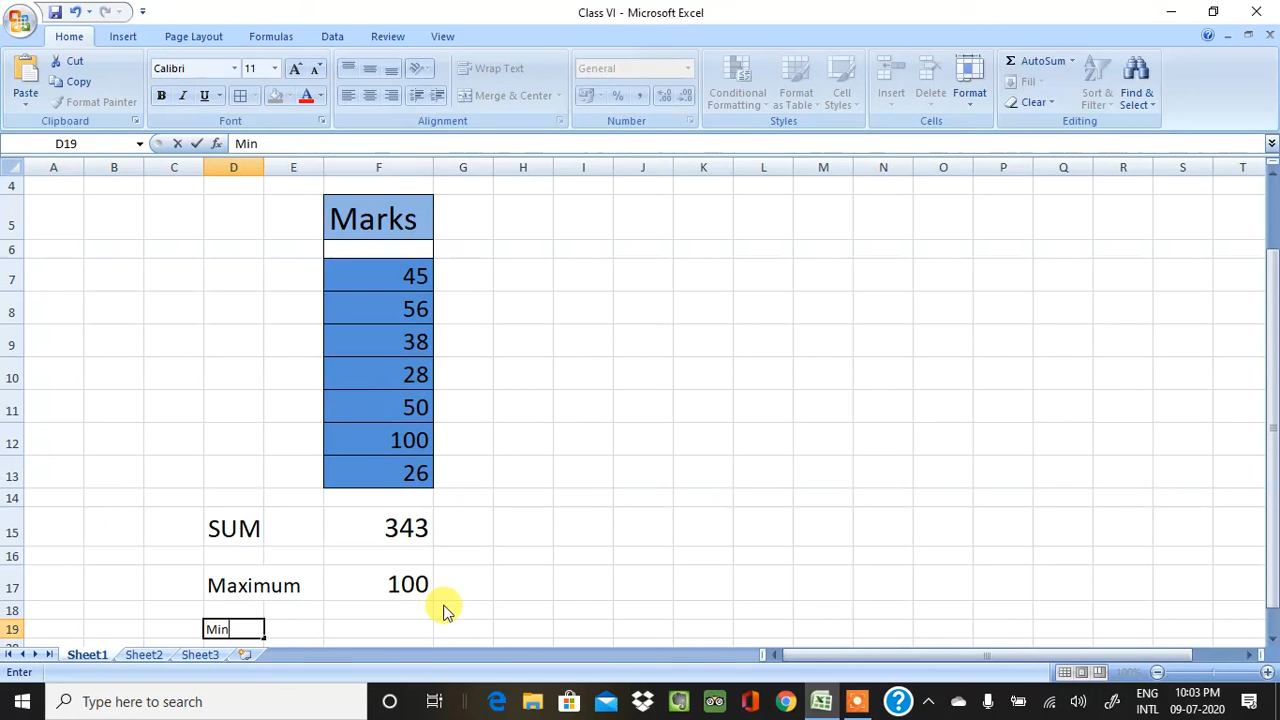 Class VI - Microsoft Excel
Home Insert Page Layout Formulas Data Review View
Paste Cut Copy Format Painter Clipboard
Calibri 11 B I U A A A Font
Wrap Text Merge & Center Alignment
General % , Number
Conditional Formatting Format as Table Cell Styles Styles
Insert Delete Format Cells
Σ AutoSum Fill Clear Sort & Filter Find & Select Editing
D19 fx Min
A B C D E F G H I J K L M N O P Q R S T
4
5 Marks
6
7 45
8 56
9 38
10 28
11 50
12 100
13 26
14
15 SUM 343
16
17 Maximum 100
18
19 Min
Sheet1 Sheet2 Sheet3
Enter 100%
Type here to search
ENG 10:03 PM
INTL 09-07-2020